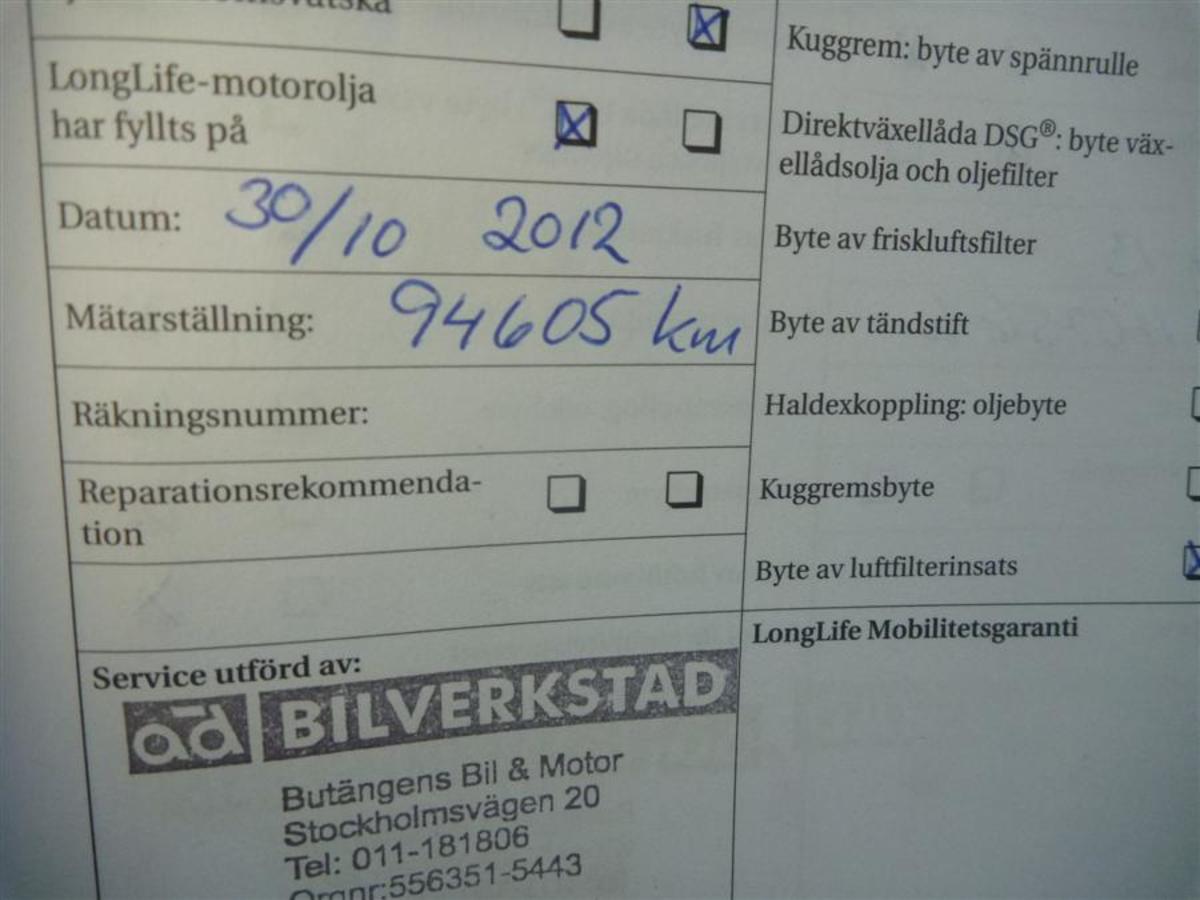 LongLife-motorolja
har fyllts på
Datum: 30/10 2012
Mätarställning: 94605 km
Räkningsnummer:
Reparationsrekommenda-
tion
Service utförd av:
ad BILVERKSTAD
Butängens Bil & Motor
Stockholmsvägen 20
Tel: 011-181806
Orgnr:556351-5443
Kuggrem: byte av spännrulle
Direktväxellåda DSG®: byte väx-
ellådsolja och oljefilter
Byte av friskluftsfilter
Byte av tändstift
Haldexkoppling: oljebyte
Kuggremsbyte
Byte av luftfilterinsats
LongLife Mobilitetsgaranti